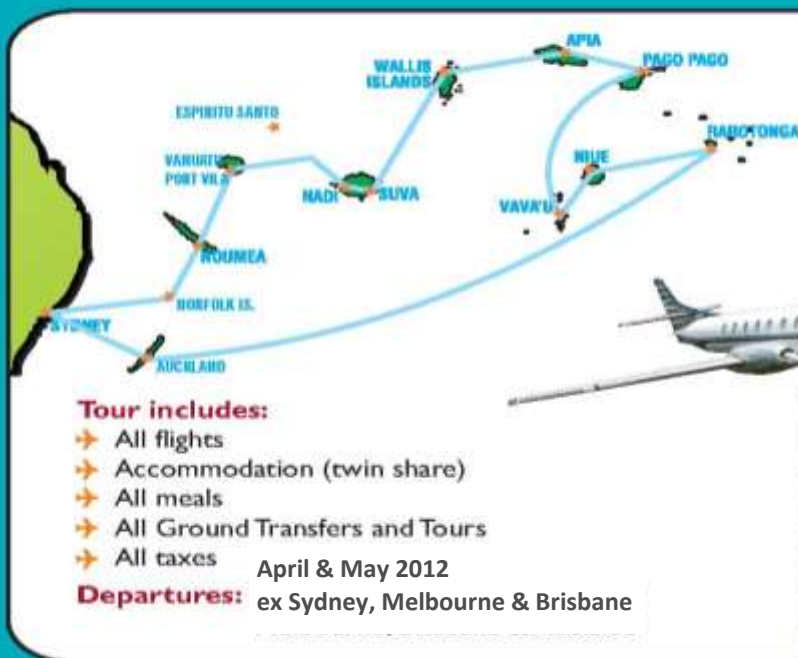 APIA
WALLIS
ISLANDS
PAGO PAGO
ESPIRITU SANTO
RAROTONGA
VANUATU
PORT VILA
NIUE
NADI
SUVA
VAVA'U
NOUMEA
NORFOLK IS.
SYDNEY
AUCKLAND
Tour includes:
All flights
Accommodation (twin share)
All meals
All Ground Transfers and Tours
All taxes
April & May 2012
Departures: ex Sydney, Melbourne & Brisbane